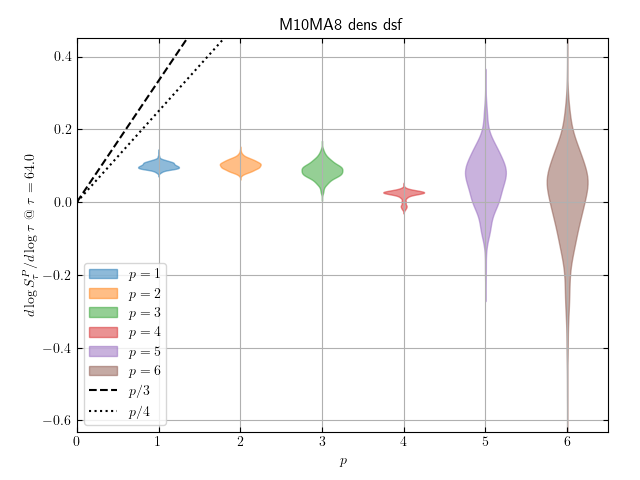 M10MA8 dens dsf
d log S_τ^P / d log τ @ τ = 64.0
0.4
0.2
0.0
−0.2
−0.4
−0.6
p = 1
p = 2
p = 3
p = 4
p = 5
p = 6
p/3
p/4
0 1 2 3 4 5 6
p